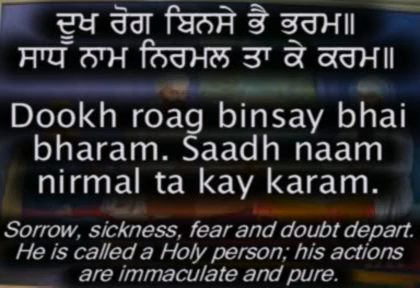 ਦੂਖ ਰੋਗ ਬਿਨਸੇ ਭੈ ਭਰਮ॥
ਸਾਧ ਨਾਮ ਨਿਰਮਲ ਤਾ ਕੇ ਕਰਮ॥
Dookh roag binsay bhai
bharam. Saadh naam
nirmal ta kay karam.
Sorrow, sickness, fear and doubt depart.
He is called a Holy person; his actions
are immaculate and pure.